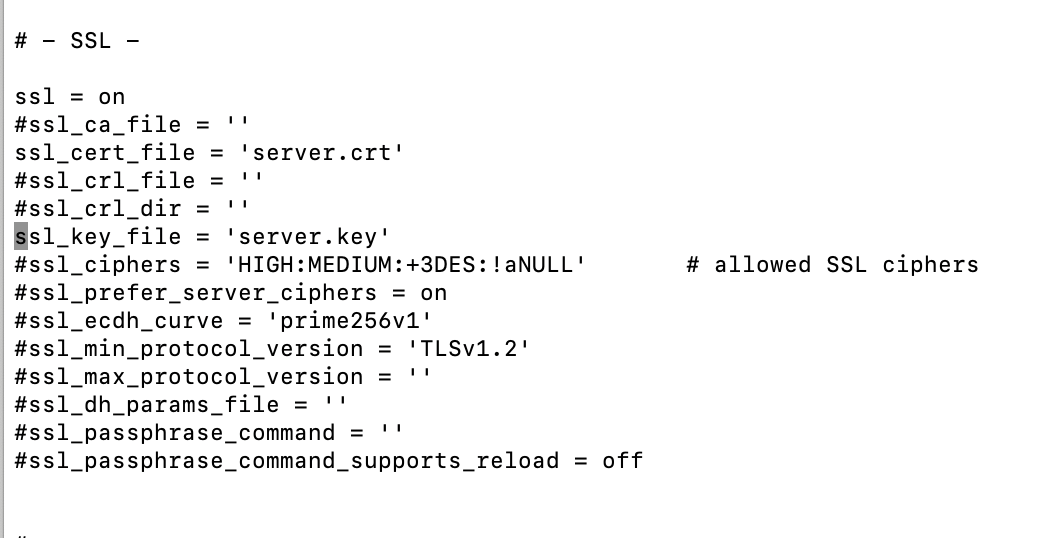 # - SSL -
ssl = on
#ssl_ca_file = ''
ssl_cert_file = 'server.crt'
#ssl_crl_file = ''
#ssl_crl_dir = ''
ssl_key_file = 'server.key'
#ssl_ciphers = 'HIGH:MEDIUM:+3DES:!aNULL' # allowed SSL ciphers
#ssl_prefer_server_ciphers = on
#ssl_ecdh_curve = 'prime256v1'
#ssl_min_protocol_version = 'TLSv1.2'
#ssl_max_protocol_version = ''
#ssl_dh_params_file = ''
#ssl_passphrase_command = ''
#ssl_passphrase_command_supports_reload = off